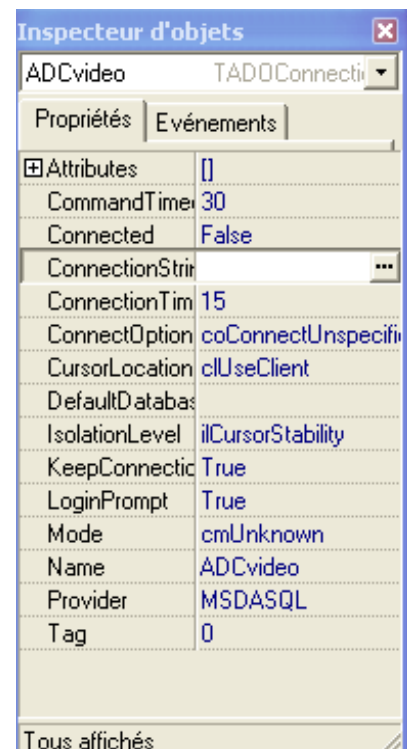 Inspecteur d'objets
ADCvideo TADOConnecti
Propriétés Evénements
Attributes []
CommandTime 30
Connected False
ConnectionStrin
ConnectionTim 15
ConnectOption coConnectUnspecifi
CursorLocation clUseClient
DefaultDatabas
IsolationLevel ilCursorStability
KeepConnectic True
LoginPrompt True
Mode cmUnknown
Name ADCvideo
Provider MSDASQL
Tag 0
Tous affichés